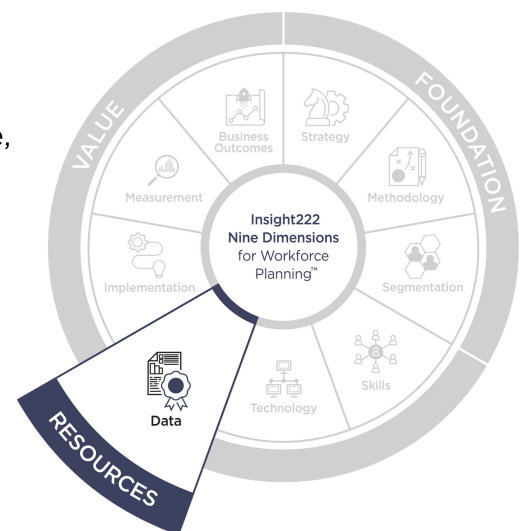 e,
VALUE
FOUNDATION
RESOURCES
Business
Outcomes
Strategy
Measurement
Methodology
Insight222
Nine Dimensions
for Workforce
Planning™
Implementation
Segmentation
Data
Technology
Skills